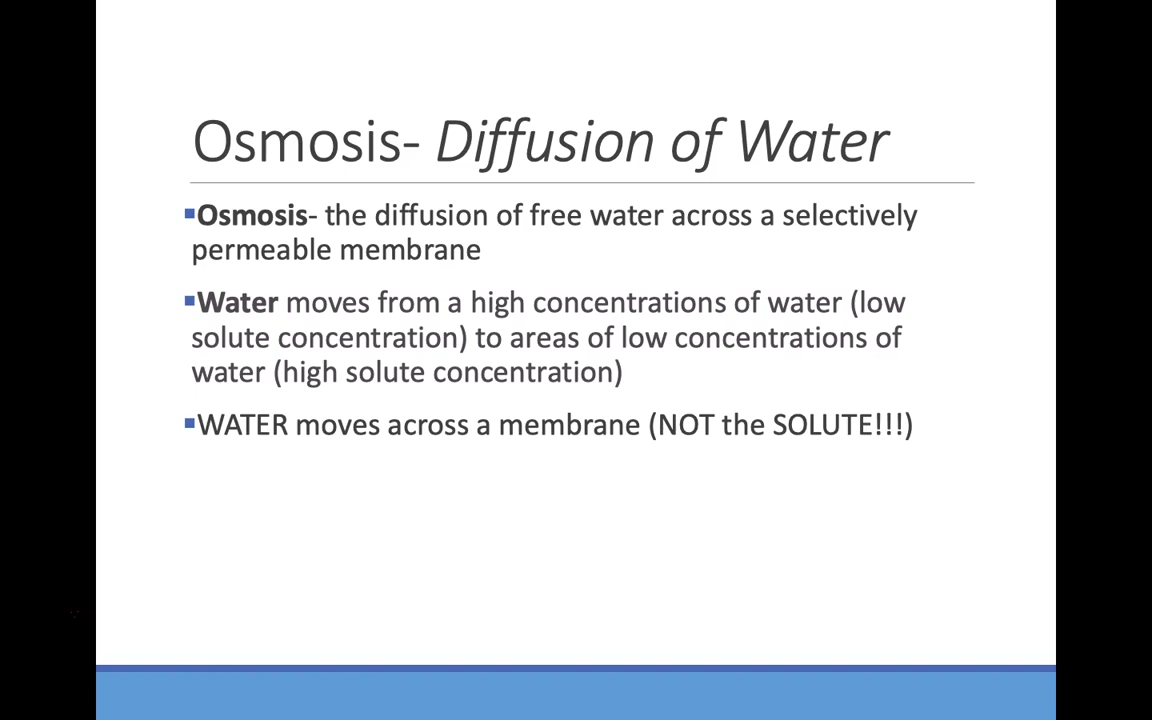 Osmosis- Diffusion of Water
▪Osmosis- the diffusion of free water across a selectively
permeable membrane
▪Water moves from a high concentrations of water (low
solute concentration) to areas of low concentrations of
water (high solute concentration)
▪WATER moves across a membrane (NOT the SOLUTE!!!)